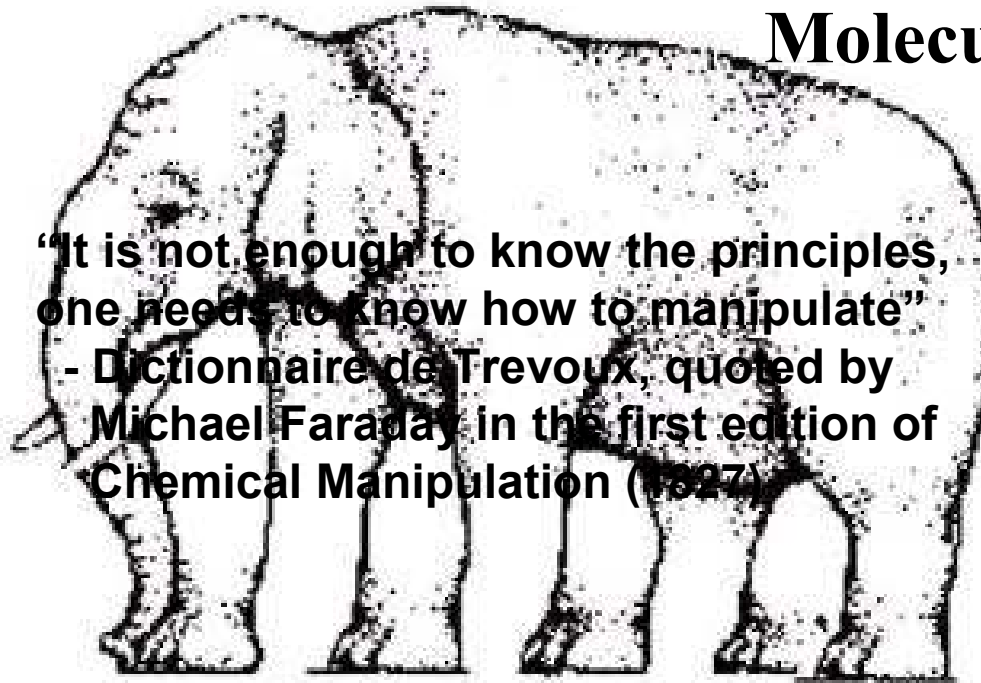 Molecu
“It is not enough to know the principles,
one needs to know how to manipulate”
- Dictionnaire de Trevoux, quoted by
Michael Faraday in the first edition of
Chemical Manipulation (1827)